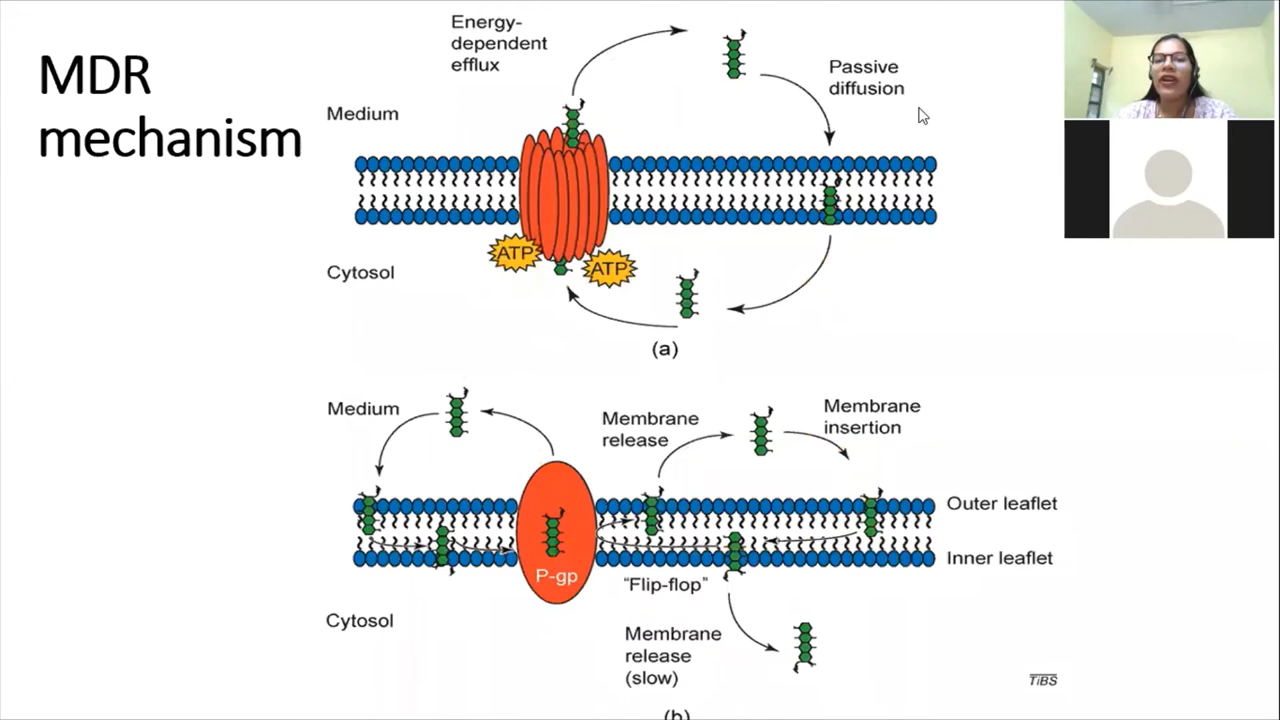 MDR
mechanism
Energy-
dependent
efflux
Passive
diffusion
Medium
ATP
ATP
Cytosol
(a)
Medium
Membrane
release
Membrane
insertion
Outer leaflet
Inner leaflet
P-gp
"Flip-flop"
Cytosol
Membrane
release
(slow)
TiBS
(b)